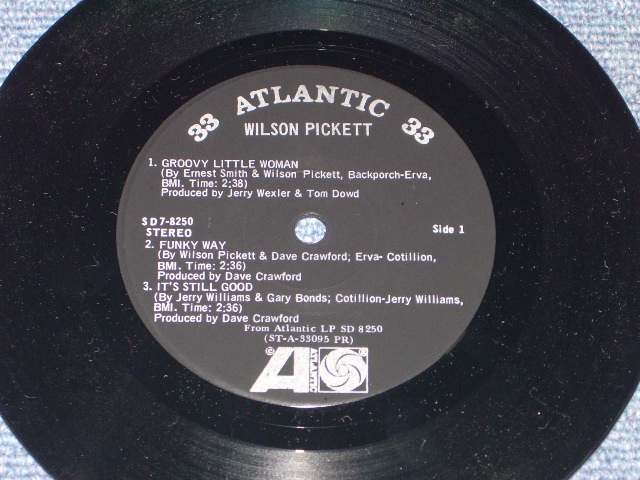 33 ATLANTIC 33
WILSON PICKETT
1. GROOVY LITTLE WOMAN
(By Ernest Smith & Wilson Pickett, Backporch-Erva,
BMI. Time: 2:38)
Produced by Jerry Wexler & Tom Dowd
SD7-8250
STEREO
Side 1
2. FUNKY WAY
(By Wilson Pickett & Dave Crawford; Erva- Cotillion,
BMI. Time: 2:36)
Produced by Dave Crawford
3. IT'S STILL GOOD
(By Jerry Williams & Gary Bonds; Cotillion-Jerry Williams,
BMI. Time: 2:36)
Produced by Dave Crawford
From Atlantic LP SD 8250
(ST-A-33095 PR)
© A ATLANTIC ®